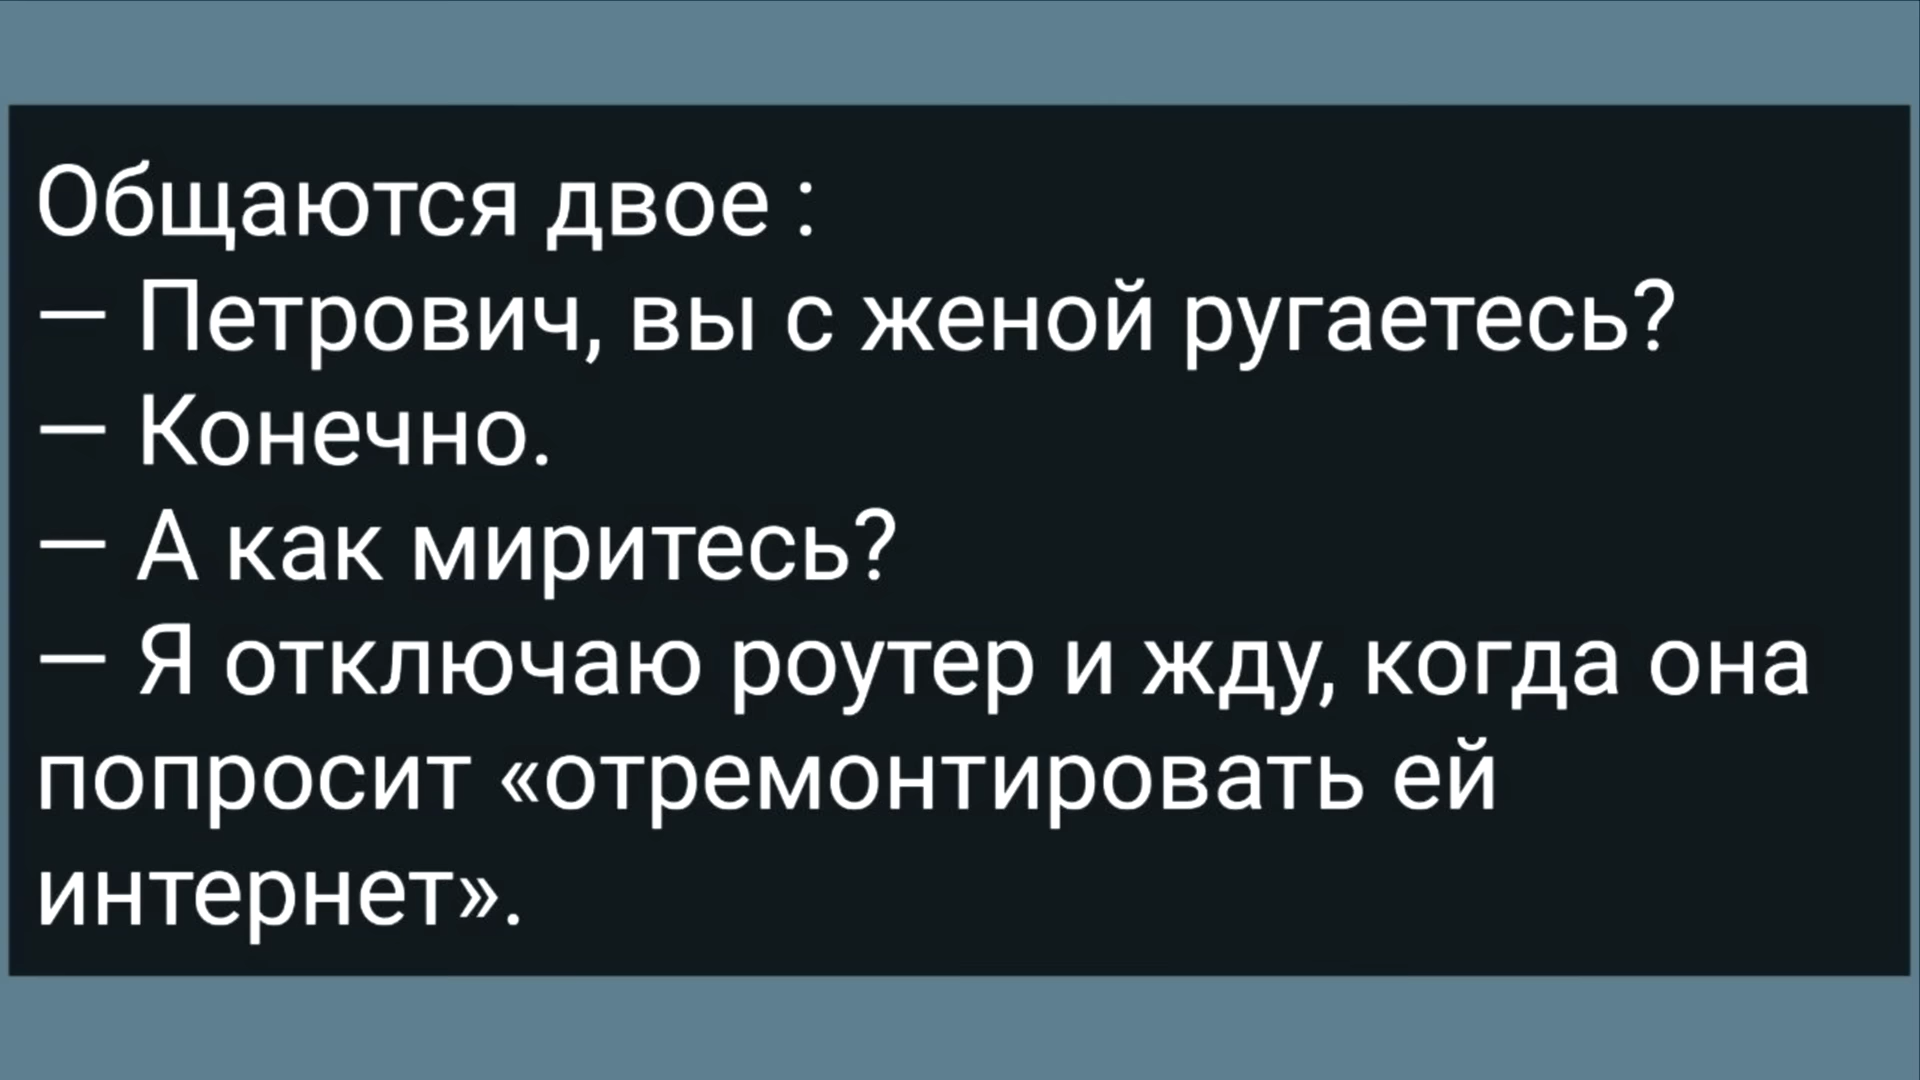 Общаются двое :
— Петрович, вы с женой ругаетесь?
— Конечно.
— А как миритесь?
— Я отключаю роутер и жду, когда она
попросит «отремонтировать ей
интернет».